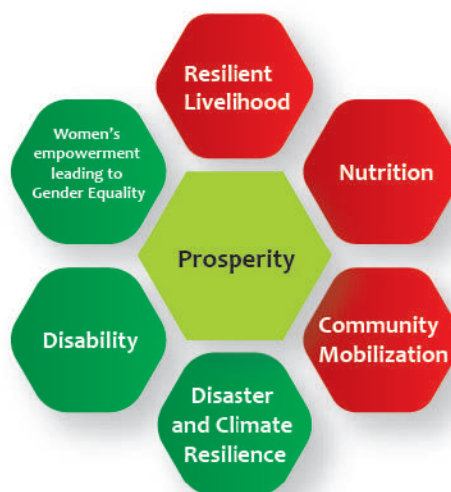 Resilient
Livelihood
Women's
empowerment
leading to
Gender Equality
Nutrition
Prosperity
Disability
Community
Mobilization
Disaster
and Climate
Resilience